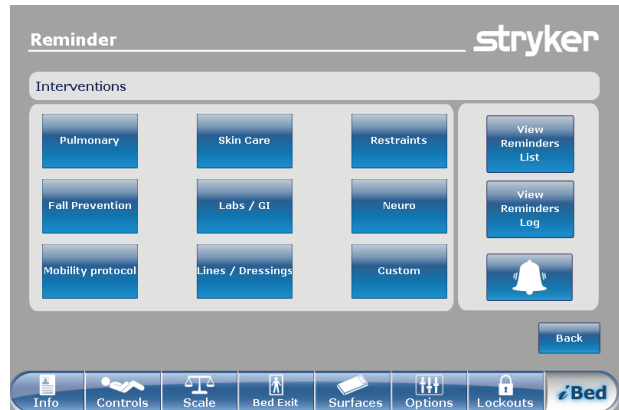 Reminder
stryker
Interventions
Pulmonary
Skin Care
Restraints
View
Reminders
List
Fall Prevention
Labs / GI
Neuro
View
Reminders
Log
Mobility protocol
Lines / Dressings
Custom
Back
Info
Controls
Scale
Bed Exit
Surfaces
Options
Lockouts
iBed